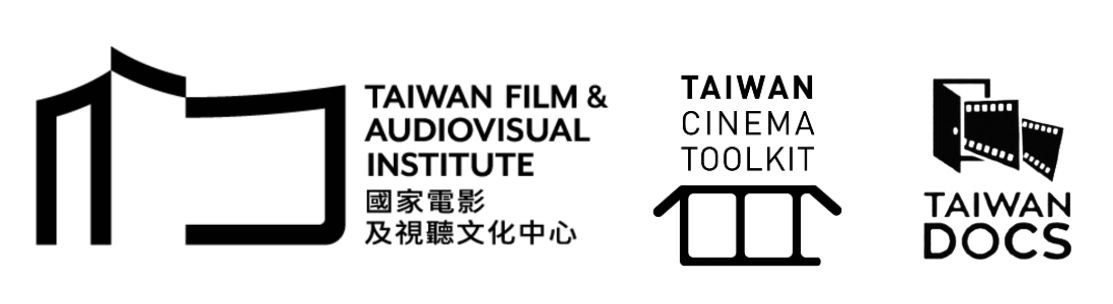 TAIWAN FILM &
AUDIOVISUAL
INSTITUTE
國家電影
及視聽文化中心
TAIWAN
CINEMA
TOOLKIT
TAIWAN
DOCS